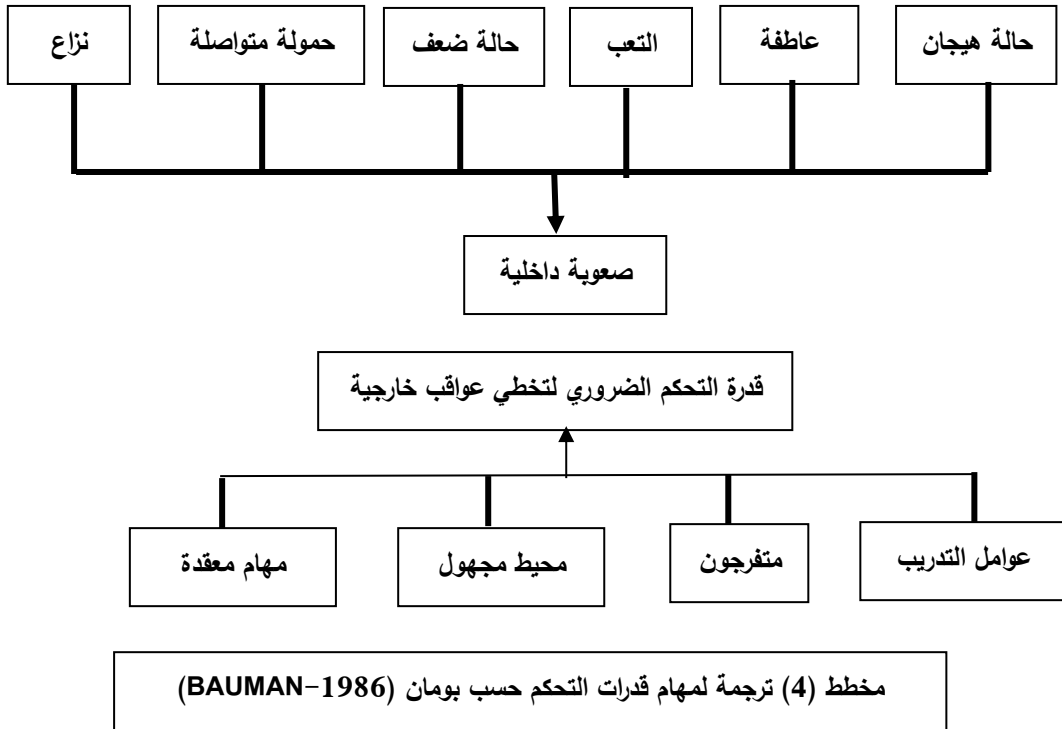 حالة هيجان
عاطفة
التعب
حالة ضعف
حمولة متواصلة
نزاع
صعوبة داخلية
قدرة التحكم الضروري لتخطي عواقب خارجية
عوامل التدريب
متفرجون
محيط مجهول
مهام معقدة
مخطط (4) ترجمة لمهام قدرات التحكم حسب بومان (BAUMAN-1986)